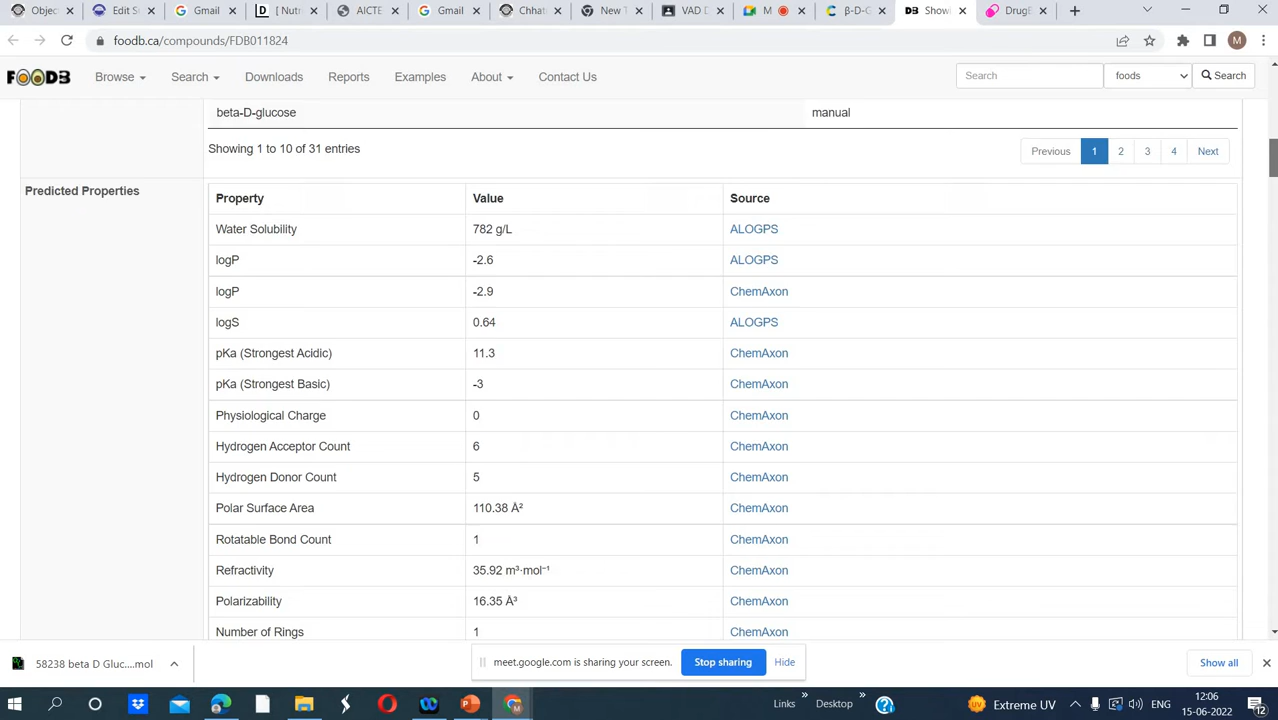 Objec
Edit S
Gmail
[ Nutr
AICTE
Gmail
Chhat
New T
VAD D
M
β-D-G
DB Show
DrugE
foodb.ca/compounds/FDB011824
M
FOODB Browse Search Downloads Reports Examples About Contact Us Search foods Search
beta-D-glucose manual
Showing 1 to 10 of 31 entries Previous 1 2 3 4 Next
Predicted Properties
Property Value Source
Water Solubility 782 g/L ALOGPS
logP -2.6 ALOGPS
logP -2.9 ChemAxon
logS 0.64 ALOGPS
pKa (Strongest Acidic) 11.3 ChemAxon
pKa (Strongest Basic) -3 ChemAxon
Physiological Charge 0 ChemAxon
Hydrogen Acceptor Count 6 ChemAxon
Hydrogen Donor Count 5 ChemAxon
Polar Surface Area 110.38 Å² ChemAxon
Rotatable Bond Count 1 ChemAxon
Refractivity 35.92 m³·mol⁻¹ ChemAxon
Polarizability 16.35 Å³ ChemAxon
Number of Rings 1 ChemAxon
58238 beta D Gluc....mol
meet.google.com is sharing your screen. Stop sharing Hide
Show all
Links » Desktop » Extreme UV ENG 12:06
15-06-2022 12